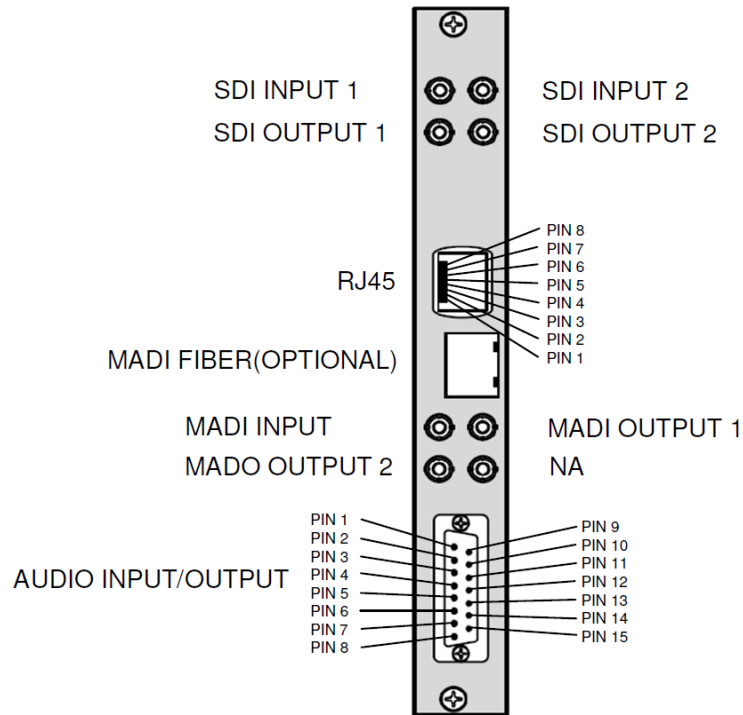 SDI INPUT 1
SDI INPUT 2
SDI OUTPUT 1
SDI OUTPUT 2
RJ45
PIN 8
PIN 7
PIN 6
PIN 5
PIN 4
PIN 3
PIN 2
PIN 1
MADI FIBER(OPTIONAL)
MADI INPUT
MADI OUTPUT 1
MADO OUTPUT 2
NA
AUDIO INPUT/OUTPUT
PIN 1
PIN 2
PIN 3
PIN 4
PIN 5
PIN 6
PIN 7
PIN 8
PIN 9
PIN 10
PIN 11
PIN 12
PIN 13
PIN 14
PIN 15